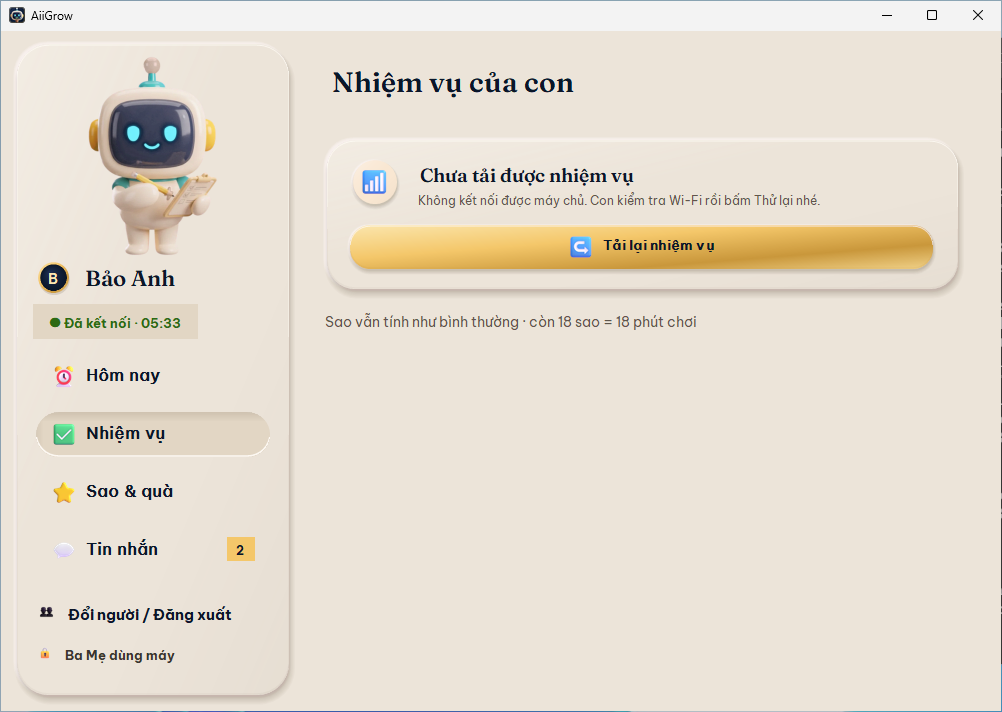 AiiGrow
Nhiệm vụ của con
Chưa tải được nhiệm vụ
Không kết nối được máy chủ. Con kiểm tra Wi-Fi rồi bấm Thử lại nhé.
Tải lại nhiệm vụ
Sao vẫn tính như bình thường · còn 18 sao = 18 phút chơi
B Bảo Anh
Đã kết nối · 05:33
Hôm nay
Nhiệm vụ
Sao & quà
Tin nhắn 2
Đổi người / Đăng xuất
Ba Mẹ dùng máy